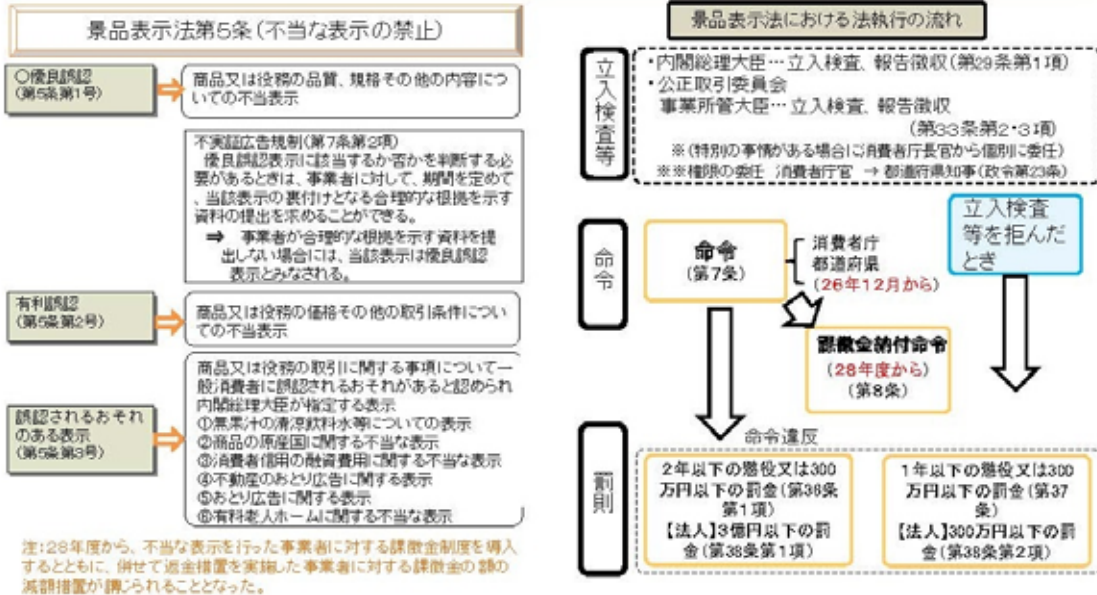 景品表示法第5条(不当な表示の禁止)
○優良誤認
(第5条第1号)
商品又は役務の品質、規格その他の内容につ
いての不当表示
不実証広告規制(第7条第2項)
優良誤認表示に該当するか否かを判断する必
要があるときは、事業者に対して、期間を定めて
、当該表示の裏付けとなる合理的な根拠を示す
資料の提出を求めることができる。
⇒ 事業者が合理的な根拠を示す資料を提
出しない場合には、当該表示は優良誤認
表示とみなされる。
有利誤認
(第5条第2号)
商品又は役務の価格その他の取引条件につい
ての不当表示
誤認されるおそれ
のある表示
(第5条第3号)
商品又は役務の取引に関する事項について一
般消費者に誤認されるおそれがあると認められ
内閣総理大臣が指定する表示
①無果汁の清涼飲料水等についての表示
②商品の原産国に関する不当な表示
③消費者信用の融資費用に関する不当な表示
④不動産のおとり広告に関する表示
⑤おとり広告に関する表示
⑥有料老人ホームに関する不当な表示
注:28年度から、不当な表示を行った事業者に対する課徴金制度を導入
するとともに、併せて返金措置を実施した事業者に対する課徴金の額の
減額措置が講じられることとなった。
景品表示法における法執行の流れ
立入検査等
・内閣総理大臣…立入検査、報告徴収(第29条第1項)
・公正取引委員会
事業所管大臣…立入検査、報告徴収
(第33条第2・3項)
※(特別の事情がある場合に消費者庁長官から個別に委任)
※※権限の委任 消費者庁官 → 都道府県知事(政令第23条)
命令
命令
(第7条)
消費者庁
都道府県
(26年12月から)
立入検査
等を拒んだ
とき
課徴金納付命令
(28年度から)
(第8条)
命令違反
罰則
2年以下の懲役又は300
万円以下の罰金(第36条
第1項)
【法人】3億円以下の罰
金(第38条第1項)
1年以下の懲役又は300
万円以下の罰金(第37
条)
【法人】300万円以下の罰
金(第38条第2項)